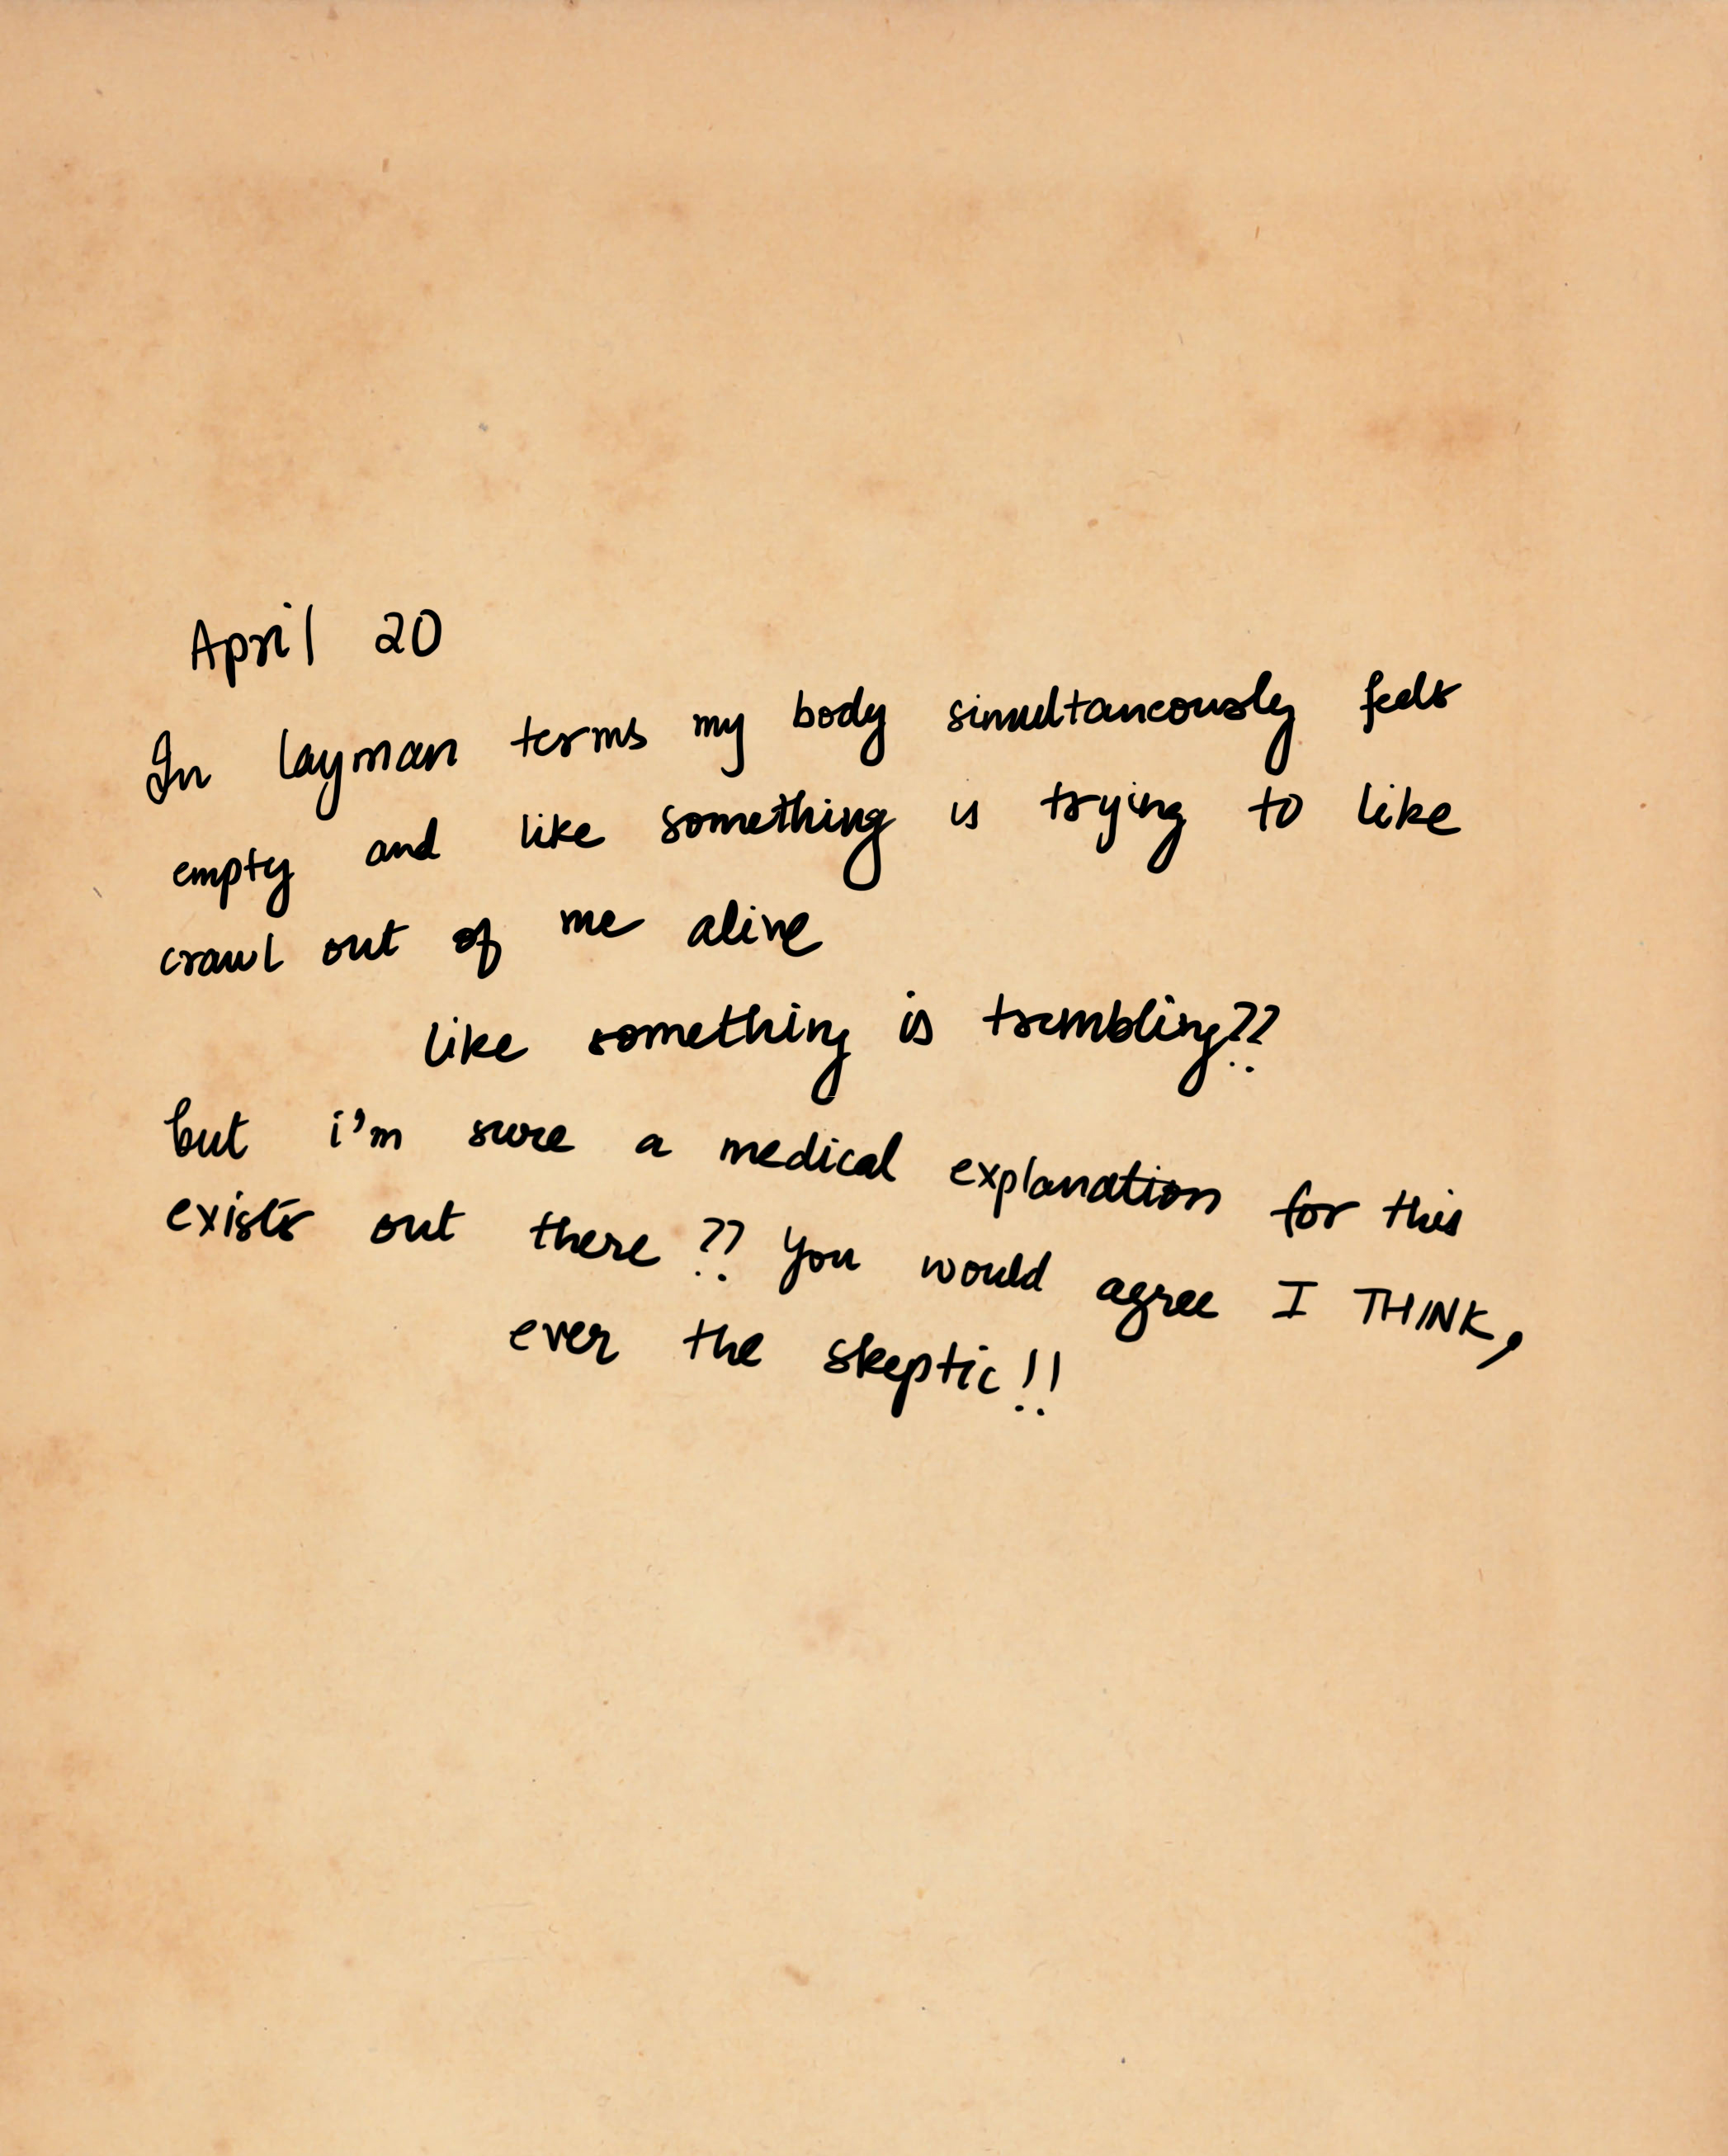 April 20
In layman terms my body simultaneously feels
empty and like something is trying to like
crawl out of me alive
like something is trembling??
but i'm sure a medical explanation for this
exists out there ?? You would agree I THINK,
ever the skeptic!!